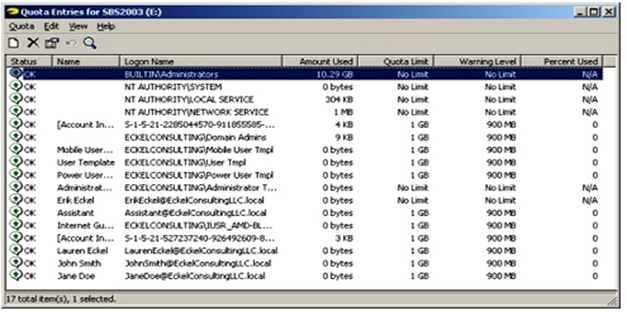 Quota Entries for SBS2003 (E:)
Quota Edit View Help
Status Name Logon Name Amount Used Quota Limit Warning Level Percent Used
OK BUILTIN\Administrators 10.29 GB No Limit No Limit N/A
OK NT AUTHORITY\SYSTEM 0 bytes No Limit No Limit N/A
OK NT AUTHORITY\LOCAL SERVICE 304 KB No Limit No Limit N/A
OK NT AUTHORITY\NETWORK SERVICE 1 MB No Limit No Limit N/A
OK [Account In... S-1-5-21-2285044570-911855585-... 4 KB 1 GB 900 MB 0
OK ECKELCONSULTING\Domain Admins 9 KB 1 GB 900 MB 0
OK Mobile User... ECKELCONSULTING\Mobile User Tmpl 0 bytes 1 GB 900 MB 0
OK User Template ECKELCONSULTING\User Tmpl 0 bytes 1 GB 900 MB 0
OK Power User... ECKELCONSULTING\Power User Tmpl 0 bytes 1 GB 900 MB 0
OK Administrat... ECKELCONSULTING\Administrator T... 0 bytes No Limit No Limit N/A
OK Erik Eckel ErikEckel@EckelConsultingLLC.local 0 bytes No Limit No Limit N/A
OK Assistant Assistant@EckelConsultingLLC.local 0 bytes 1 GB 900 MB 0
OK Internet Gu... ECKELCONSULTING\IUSR_AMD-BL... 0 bytes 1 GB 900 MB 0
OK [Account In... S-1-5-21-527237240-926492609-8... 3 KB 1 GB 900 MB 0
OK Lauren Eckel LaurenEckel@EckelConsultingLLC.local 0 bytes 1 GB 900 MB 0
OK John Smith JohnSmith@EckelConsultingLLC.local 0 bytes 1 GB 900 MB 0
OK Jane Doe JaneDoe@EckelConsultingLLC.local 0 bytes 1 GB 900 MB 0
17 total item(s), 1 selected.